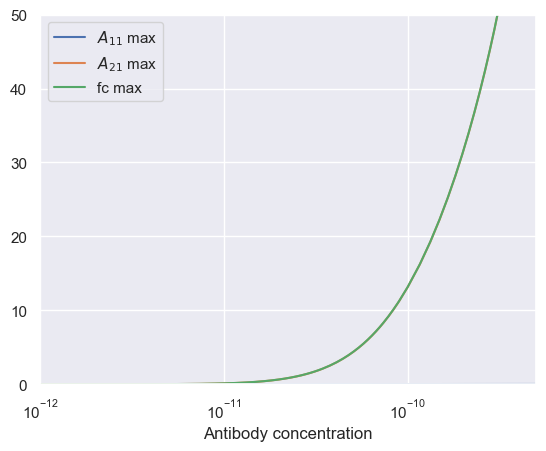 50
40
30
20
10
0
A₁₁ max
A₂₁ max
fc max
10⁻¹² 10⁻¹¹ 10⁻¹⁰
Antibody concentration